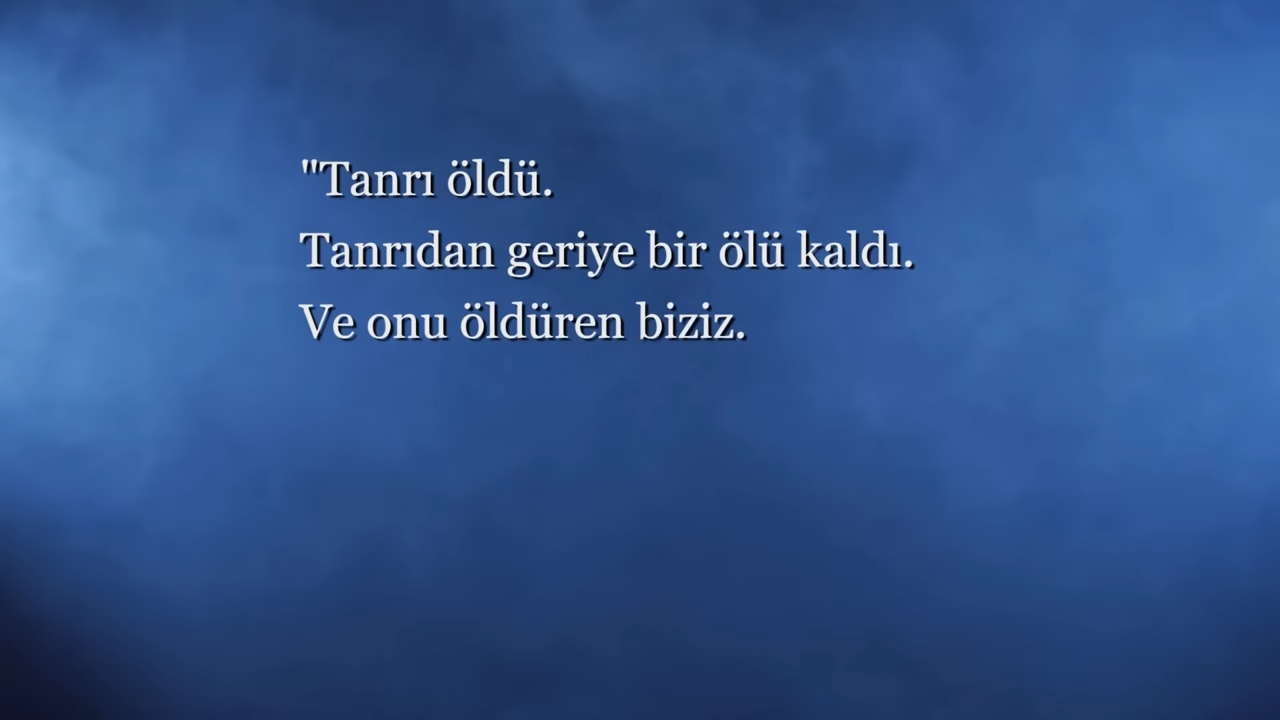 "Tanrı öldü.
Tanrıdan geriye bir ölü kaldı.
Ve onu öldüren biziz.